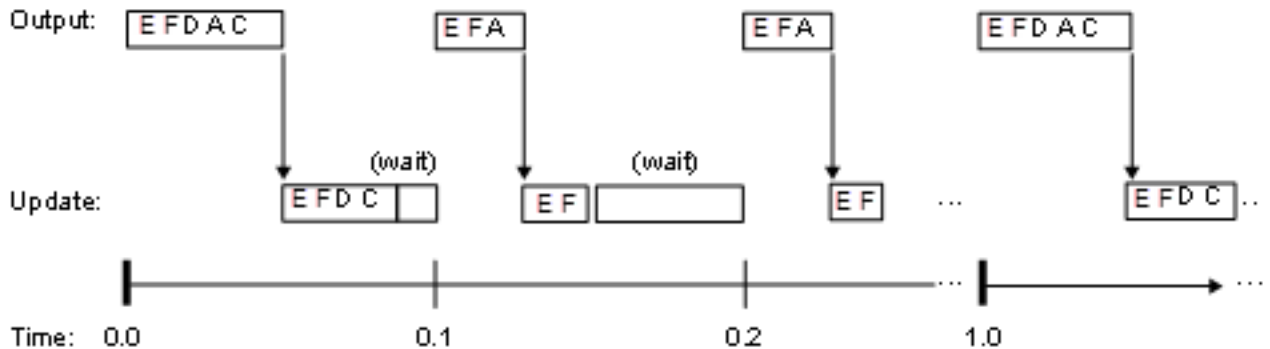 Output: E F D A C E F A E F A E F D A C
(wait) (wait)
Update: E F D C E F E F ... E F D C ..
... ...
Time: 0.0 0.1 0.2 1.0